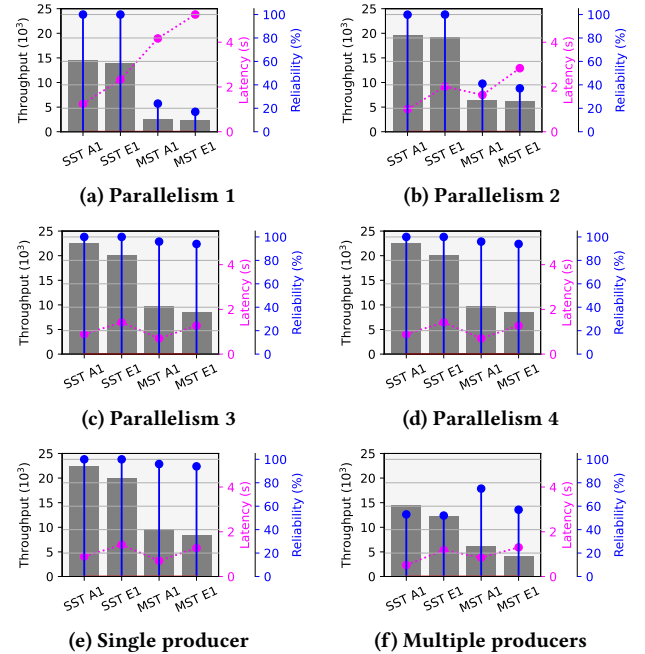 Throughput (10³)
25
20
15
10
5
0
SST A1
SST E1
MST A1
MST E1
4
2
0
Latency (s)
100
80
60
40
20
0
Reliability (%)
(a) Parallelism 1
Throughput (10³)
25
20
15
10
5
0
SST A1
SST E1
MST A1
MST E1
4
2
0
Latency (s)
100
80
60
40
20
0
Reliability (%)
(b) Parallelism 2
Throughput (10³)
25
20
15
10
5
0
SST A1
SST E1
MST A1
MST E1
4
2
0
Latency (s)
100
80
60
40
20
0
Reliability (%)
(c) Parallelism 3
Throughput (10³)
25
20
15
10
5
0
SST A1
SST E1
MST A1
MST E1
4
2
0
Latency (s)
100
80
60
40
20
0
Reliability (%)
(d) Parallelism 4
Throughput (10³)
25
20
15
10
5
0
SST A1
SST E1
MST A1
MST E1
4
2
0
Latency (s)
100
80
60
40
20
0
Reliability (%)
(e) Single producer
Throughput (10³)
25
20
15
10
5
0
SST A1
SST E1
MST A1
MST E1
4
2
0
Latency (s)
100
80
60
40
20
0
Reliability (%)
(f) Multiple producers